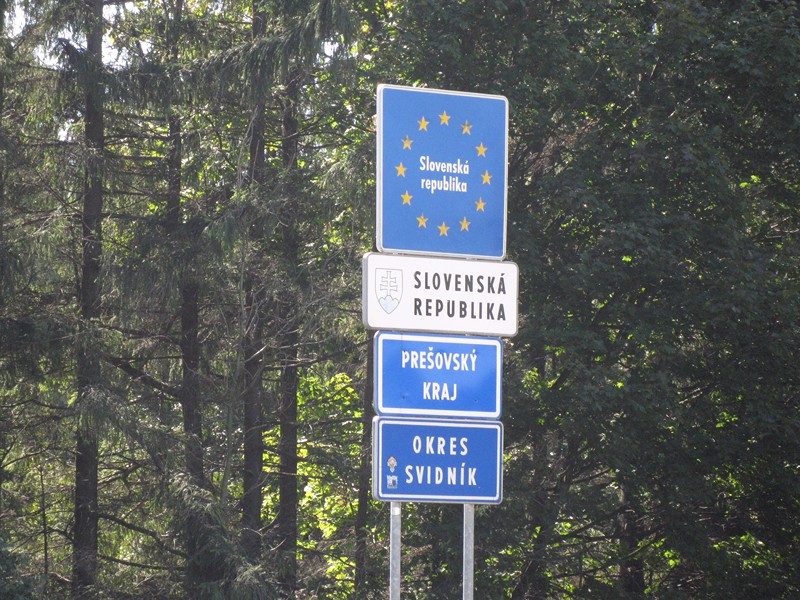 Slovenská
republika
SLOVENSKÁ
REPUBLIKA
PREŠOVSKÝ
KRAJ
OKRES
SVIDNÍK